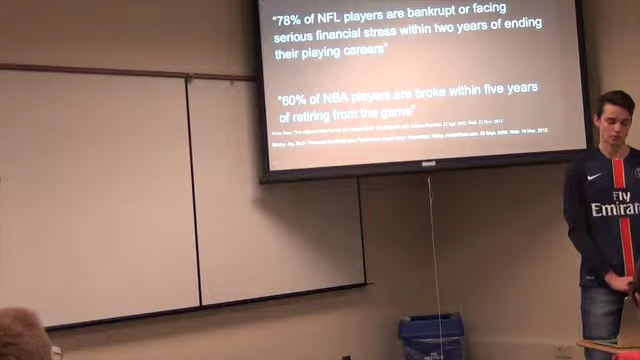 "78% of NFL players are bankrupt or facing
serious financial stress within two years of ending
their playing careers"
"60% of NBA players are broke within five years
of retiring from the game"
Fly
Emirates